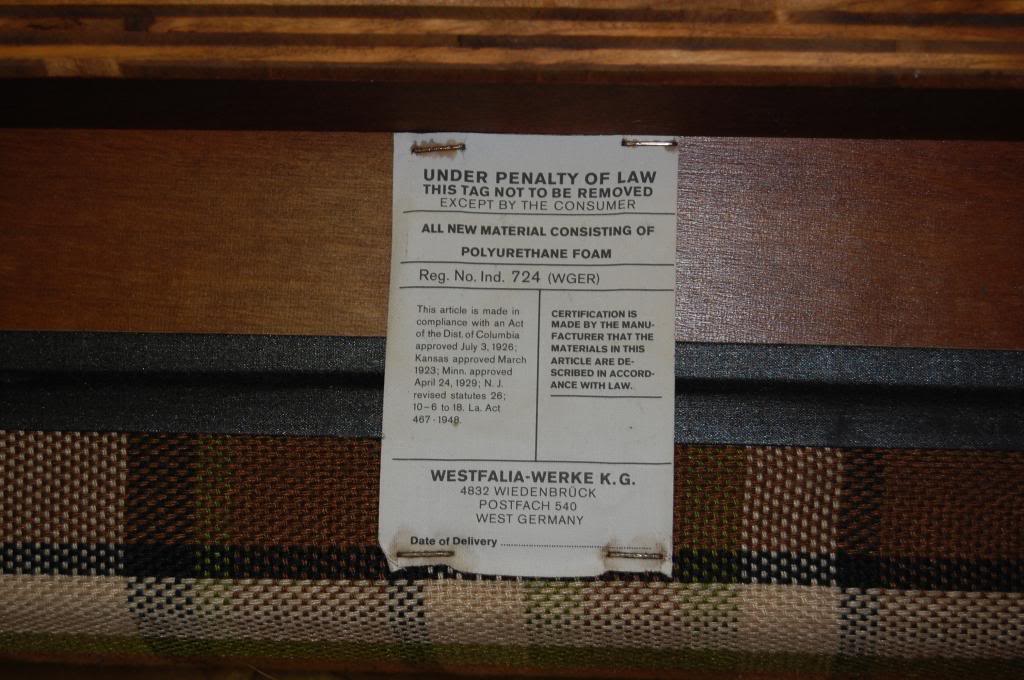 UNDER PENALTY OF LAW
THIS TAG NOT TO BE REMOVED
EXCEPT BY THE CONSUMER
ALL NEW MATERIAL CONSISTING OF
POLYURETHANE FOAM
Reg. No. Ind. 724 (WGER)
This article is made in
compliance with an Act
of the Dist. of Columbia
approved July 3, 1926;
Kansas approved March
1923; Minn. approved
April 24, 1929; N. J.
revised statutes 26;
10-6 to 18. La. Act
467 - 1948.
CERTIFICATION IS
MADE BY THE MANU-
FACTURER THAT THE
MATERIALS IN THIS
ARTICLE ARE DE-
SCRIBED IN ACCORD-
ANCE WITH LAW.
WESTFALIA-WERKE K. G.
4832 WIEDENBRÜCK
POSTFACH 540
WEST GERMANY
Date of Delivery ........................................